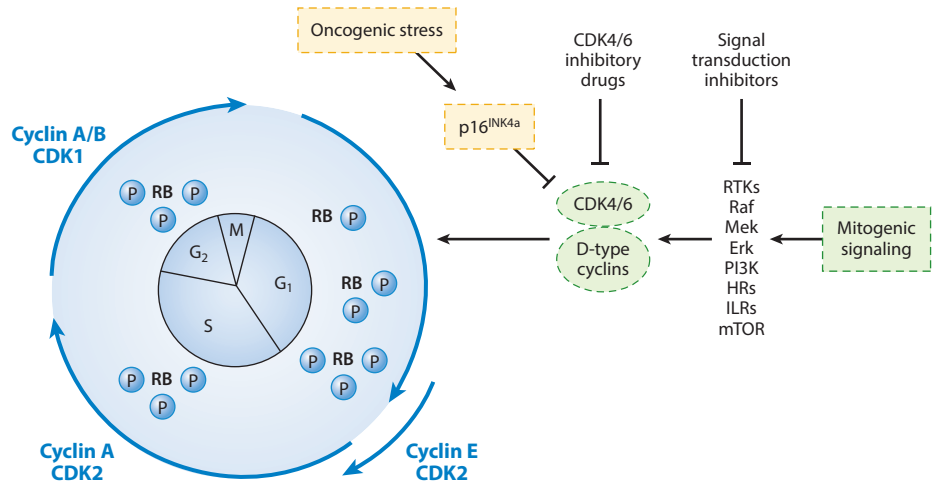 Oncogenic stress
CDK4/6
inhibitory
drugs
Signal
transduction
inhibitors
p16INK4a
Cyclin A/B
CDK1
P RB P
P
RB P
RB P
P
P RB P
P
P RB P
P
M
G2
G1
S
CDK4/6
D-type
cyclins
RTKs
Raf
Mek
Erk
PI3K
HRs
ILRs
mTOR
Mitogenic
signaling
Cyclin A
CDK2
Cyclin E
CDK2